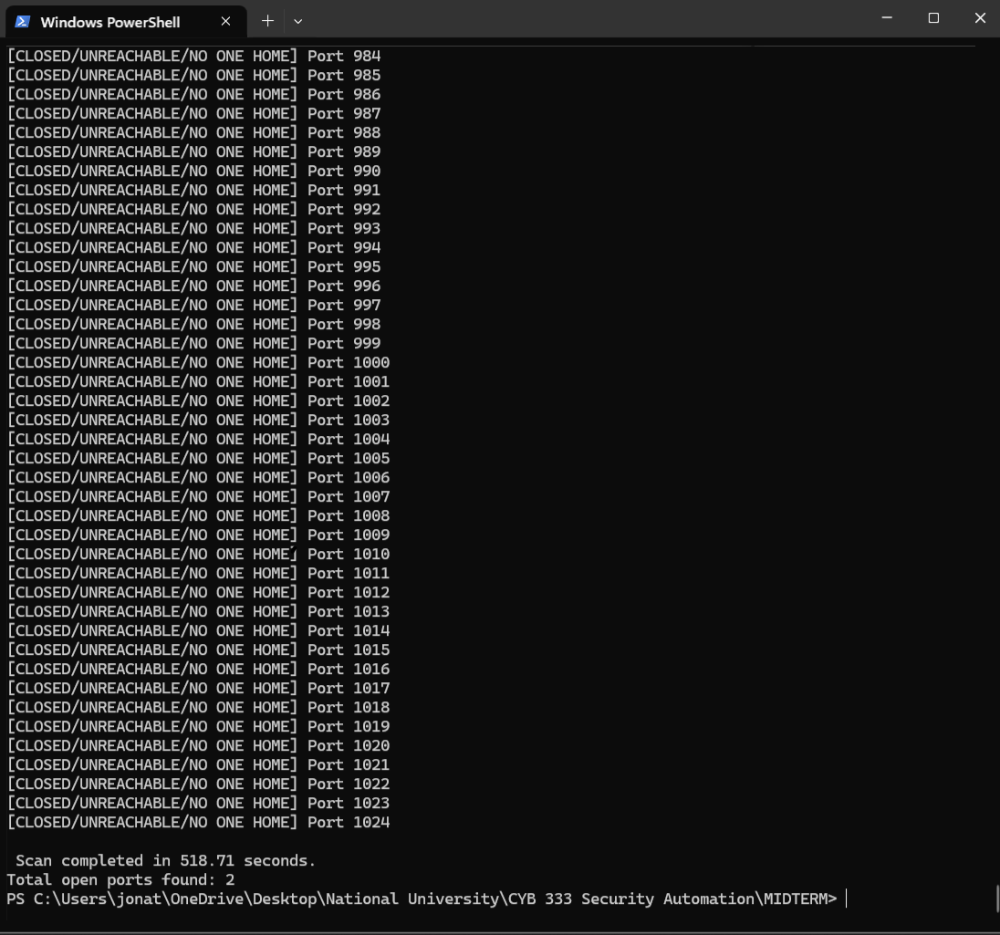 Windows PowerShell
[CLOSED/UNREACHABLE/NO ONE HOME] Port 984
[CLOSED/UNREACHABLE/NO ONE HOME] Port 985
[CLOSED/UNREACHABLE/NO ONE HOME] Port 986
[CLOSED/UNREACHABLE/NO ONE HOME] Port 987
[CLOSED/UNREACHABLE/NO ONE HOME] Port 988
[CLOSED/UNREACHABLE/NO ONE HOME] Port 989
[CLOSED/UNREACHABLE/NO ONE HOME] Port 990
[CLOSED/UNREACHABLE/NO ONE HOME] Port 991
[CLOSED/UNREACHABLE/NO ONE HOME] Port 992
[CLOSED/UNREACHABLE/NO ONE HOME] Port 993
[CLOSED/UNREACHABLE/NO ONE HOME] Port 994
[CLOSED/UNREACHABLE/NO ONE HOME] Port 995
[CLOSED/UNREACHABLE/NO ONE HOME] Port 996
[CLOSED/UNREACHABLE/NO ONE HOME] Port 997
[CLOSED/UNREACHABLE/NO ONE HOME] Port 998
[CLOSED/UNREACHABLE/NO ONE HOME] Port 999
[CLOSED/UNREACHABLE/NO ONE HOME] Port 1000
[CLOSED/UNREACHABLE/NO ONE HOME] Port 1001
[CLOSED/UNREACHABLE/NO ONE HOME] Port 1002
[CLOSED/UNREACHABLE/NO ONE HOME] Port 1003
[CLOSED/UNREACHABLE/NO ONE HOME] Port 1004
[CLOSED/UNREACHABLE/NO ONE HOME] Port 1005
[CLOSED/UNREACHABLE/NO ONE HOME] Port 1006
[CLOSED/UNREACHABLE/NO ONE HOME] Port 1007
[CLOSED/UNREACHABLE/NO ONE HOME] Port 1008
[CLOSED/UNREACHABLE/NO ONE HOME] Port 1009
[CLOSED/UNREACHABLE/NO ONE HOME] Port 1010
[CLOSED/UNREACHABLE/NO ONE HOME] Port 1011
[CLOSED/UNREACHABLE/NO ONE HOME] Port 1012
[CLOSED/UNREACHABLE/NO ONE HOME] Port 1013
[CLOSED/UNREACHABLE/NO ONE HOME] Port 1014
[CLOSED/UNREACHABLE/NO ONE HOME] Port 1015
[CLOSED/UNREACHABLE/NO ONE HOME] Port 1016
[CLOSED/UNREACHABLE/NO ONE HOME] Port 1017
[CLOSED/UNREACHABLE/NO ONE HOME] Port 1018
[CLOSED/UNREACHABLE/NO ONE HOME] Port 1019
[CLOSED/UNREACHABLE/NO ONE HOME] Port 1020
[CLOSED/UNREACHABLE/NO ONE HOME] Port 1021
[CLOSED/UNREACHABLE/NO ONE HOME] Port 1022
[CLOSED/UNREACHABLE/NO ONE HOME] Port 1023
[CLOSED/UNREACHABLE/NO ONE HOME] Port 1024
Scan completed in 518.71 seconds.
Total open ports found: 2
PS C:\Users\jonat\OneDrive\Desktop\National University\CYB 333 Security Automation\MIDTERM>